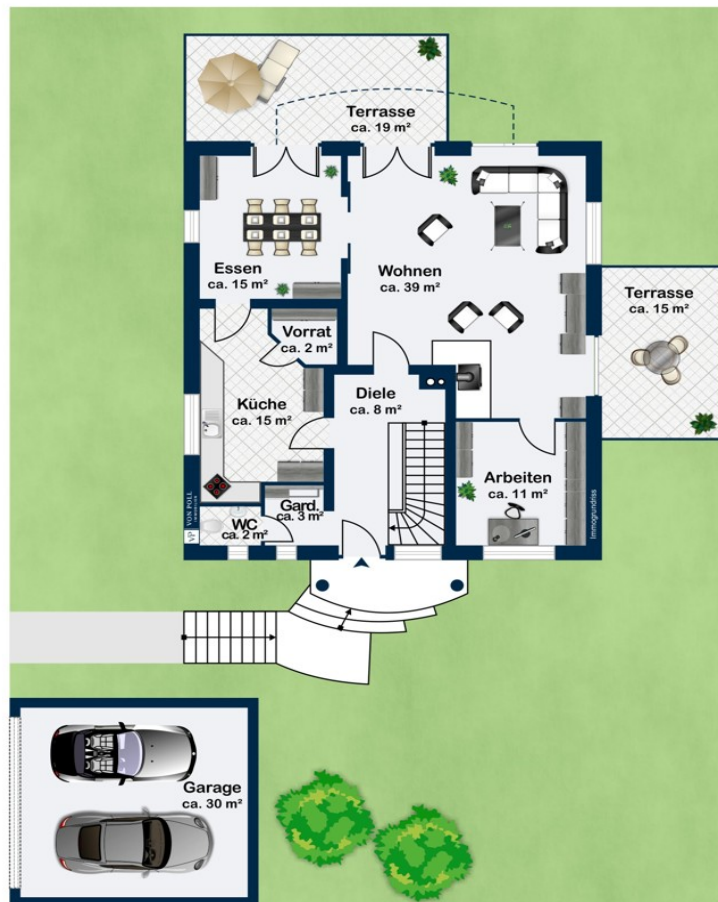 Terrasse
ca. 19 m²
Essen
ca. 15 m²
Wohnen
ca. 39 m²
Terrasse
ca. 15 m²
Vorrat
ca. 2 m²
Küche
ca. 15 m²
Diele
ca. 8 m²
Arbeiten
ca. 11 m²
Gard.
ca. 3 m²
WC
ca. 2 m²
VP
VON POLL
IMMOBILIEN
Immogrundriss
Garage
ca. 30 m²